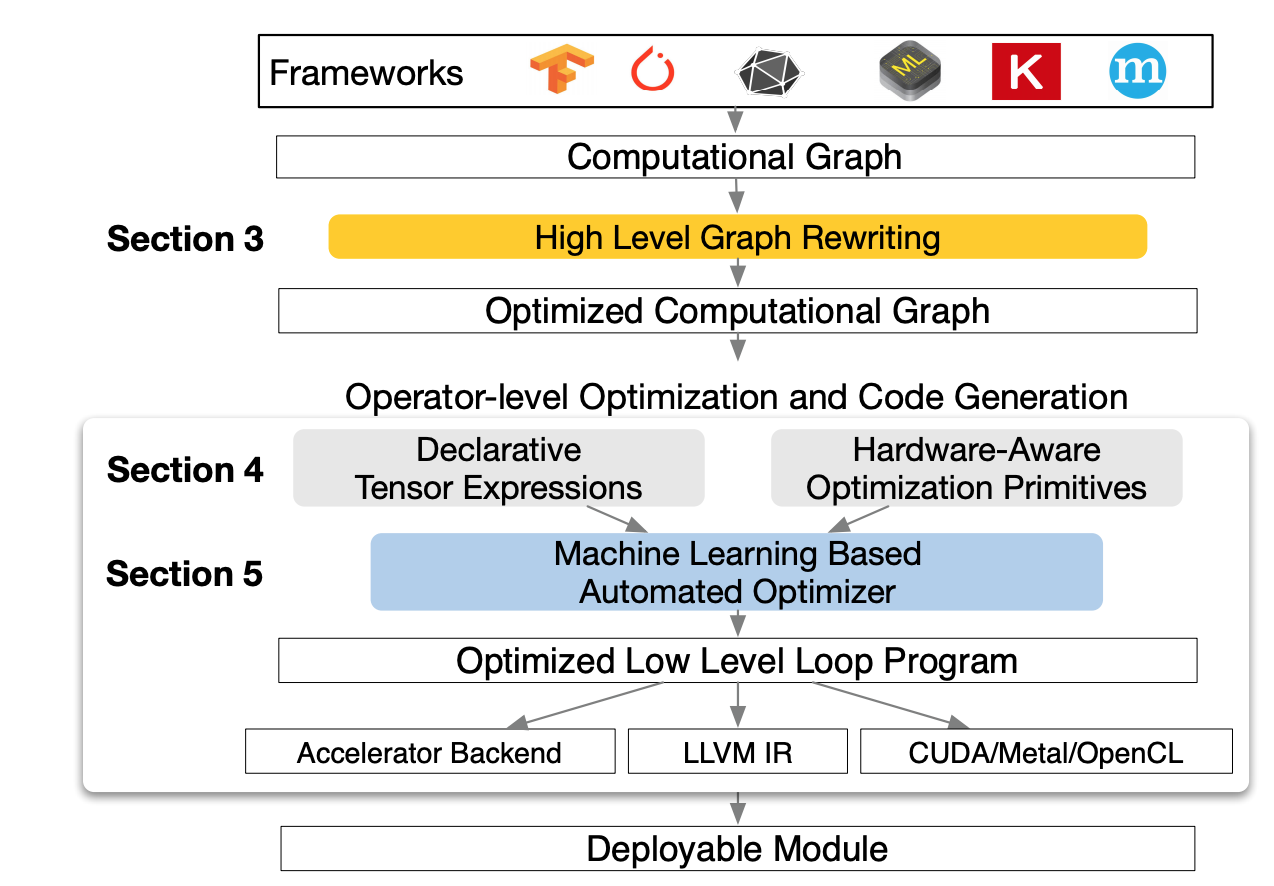 Frameworks
ML
K
m
Computational Graph
Section 3
High Level Graph Rewriting
Optimized Computational Graph
Operator-level Optimization and Code Generation
Section 4
Declarative
Tensor Expressions
Hardware-Aware
Optimization Primitives
Section 5
Machine Learning Based
Automated Optimizer
Optimized Low Level Loop Program
Accelerator Backend
LLVM IR
CUDA/Metal/OpenCL
Deployable Module